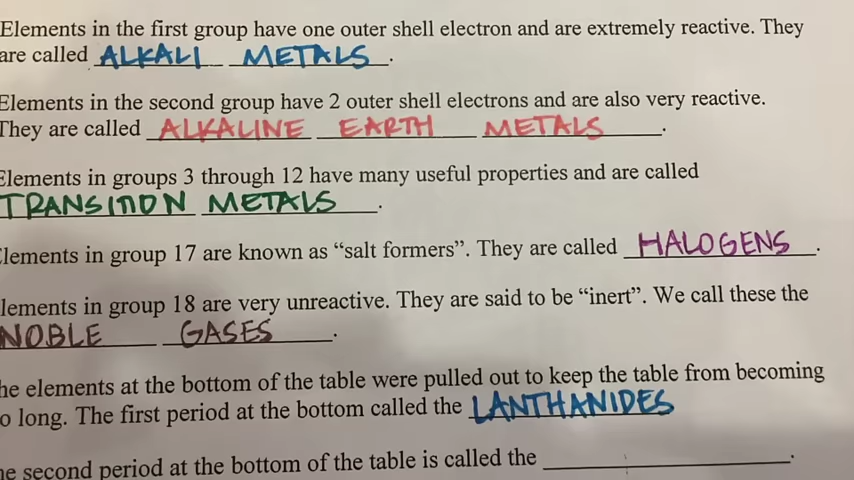 Elements in the first group have one outer shell electron and are extremely reactive. They
are called ALKALI METALS.
Elements in the second group have 2 outer shell electrons and are also very reactive.
They are called ALKALINE EARTH METALS.
Elements in groups 3 through 12 have many useful properties and are called
TRANSITION METALS.
Elements in group 17 are known as “salt formers”. They are called HALOGENS.
lements in group 18 are very unreactive. They are said to be “inert”. We call these the
NOBLE GASES.
he elements at the bottom of the table were pulled out to keep the table from becoming
o long. The first period at the bottom called the LANTHANIDES
he second period at the bottom of the table is called the ____________.